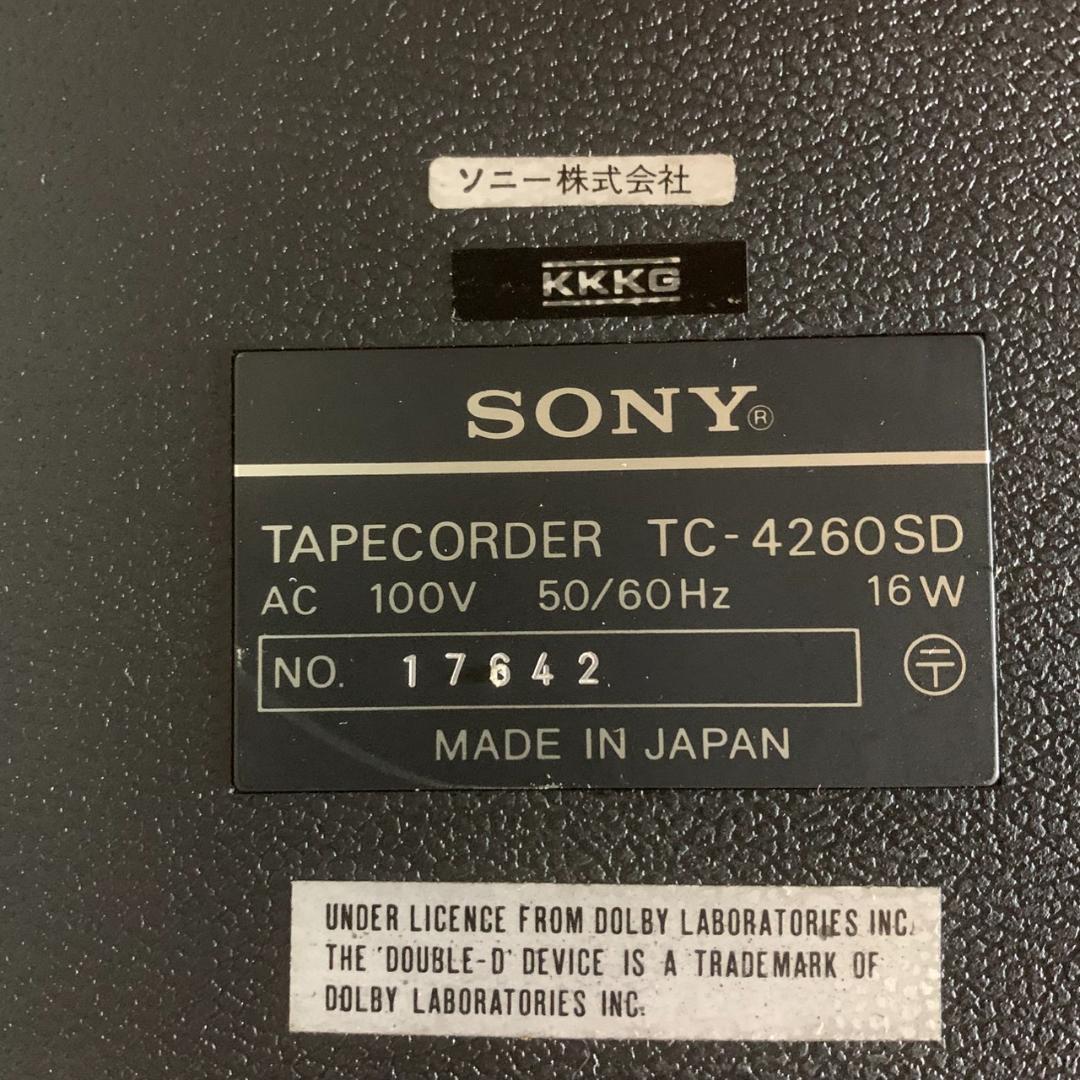 ソニー株式会社
KKKG
SONY®
TAPECORDER TC-4260SD
AC 100V 50/60Hz 16W
NO. 17642 〶
MADE IN JAPAN
UNDER LICENCE FROM DOLBY LABORATORIES INC.
THE 'DOUBLE-D' DEVICE IS A TRADEMARK OF
DOLBY LABORATORIES INC.